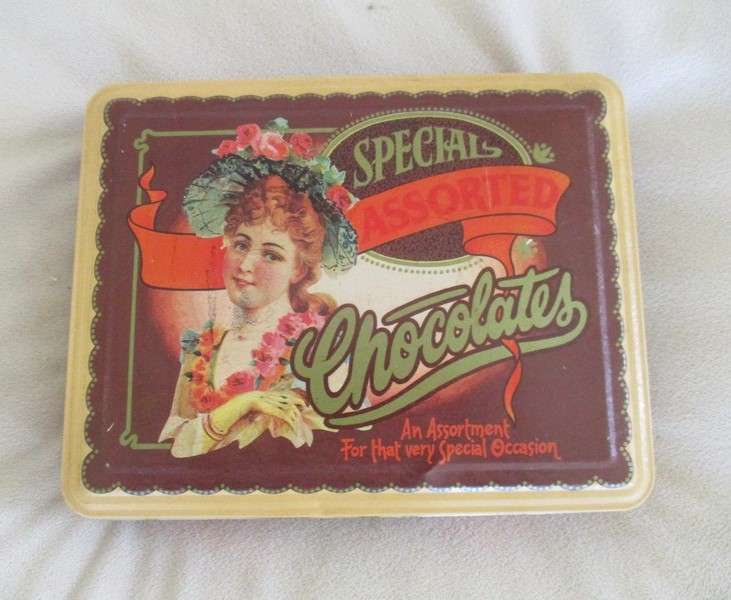 SPECIAL
ASSORTED
Chocolates
An Assortment
For that very Special Occasion